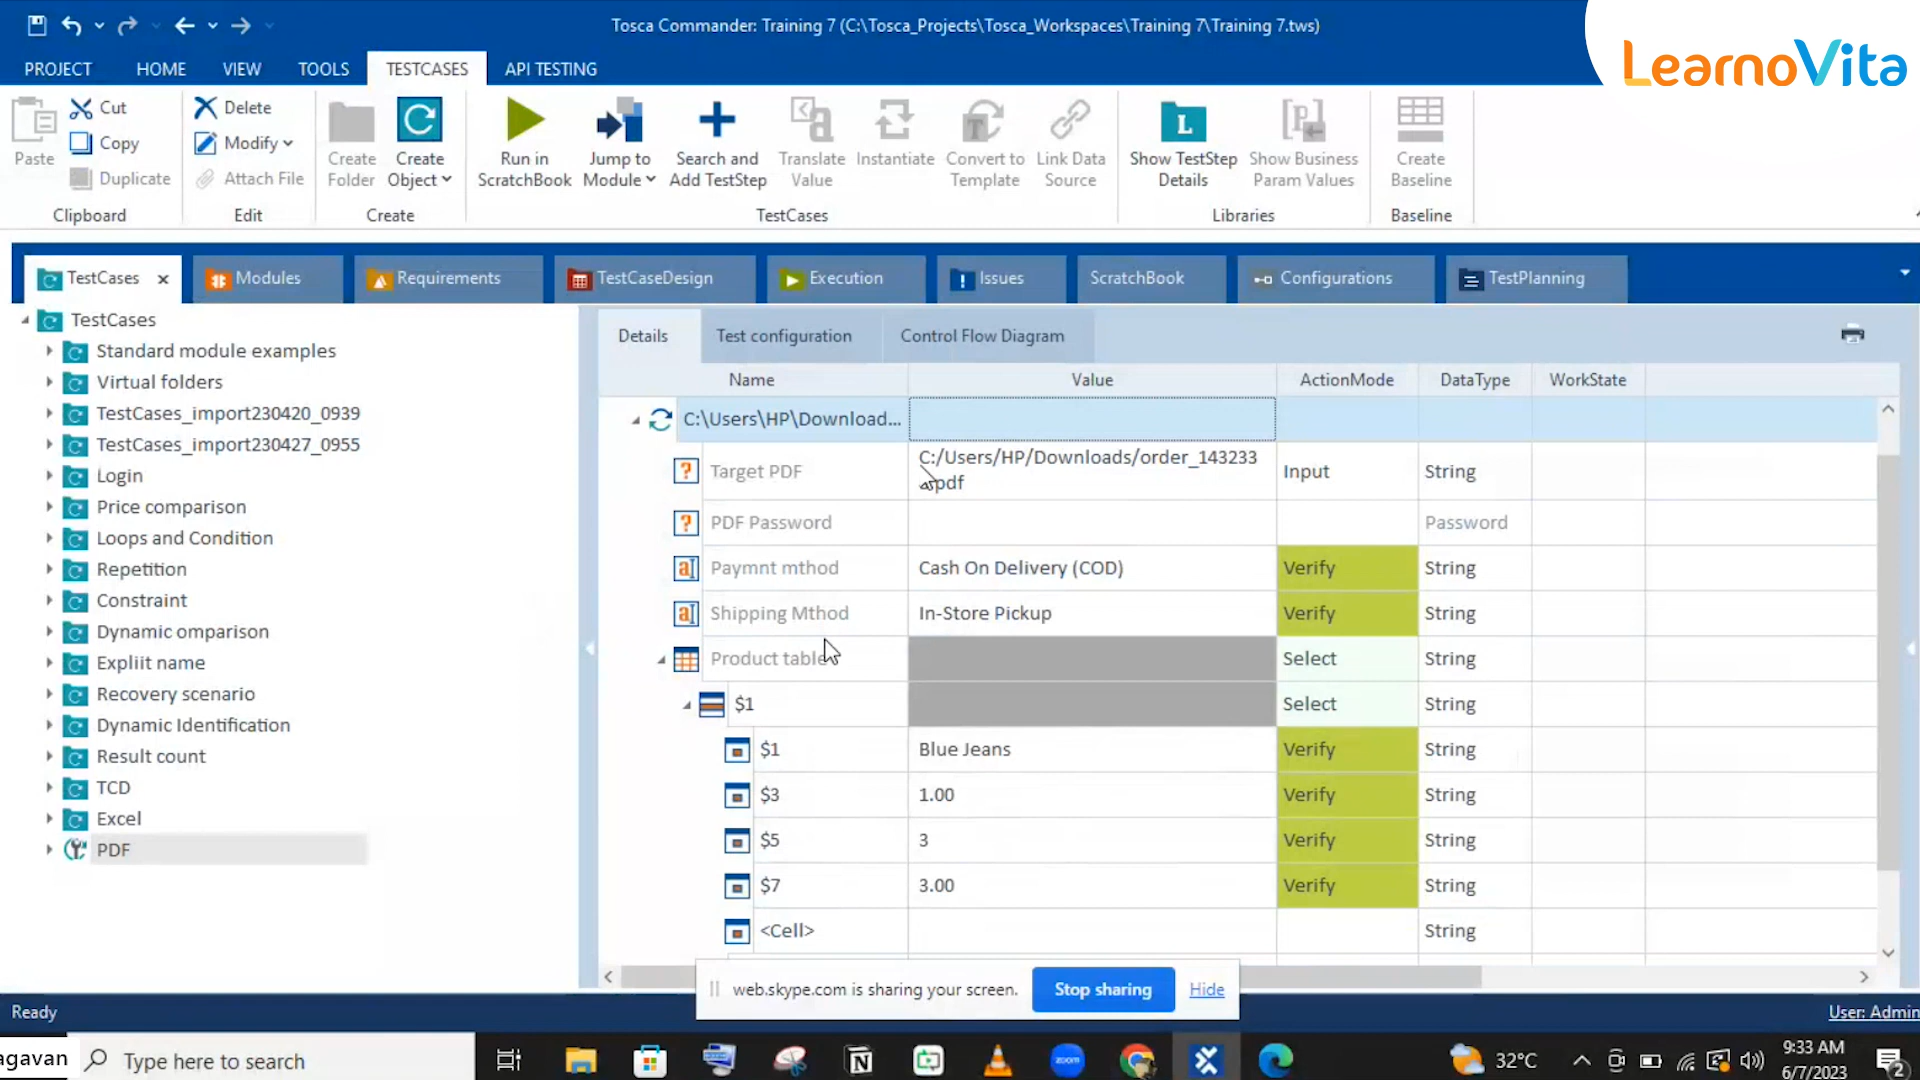 Tosca Commander: Training 7 (C:\Tosca_Projects\Tosca_Workspaces\Training 7\Training 7.tws)
LearnoVita
PROJECT HOME VIEW TOOLS TESTCASES API TESTING
Paste
Cut
Copy
Duplicate
Clipboard
Delete
Modify
Attach File
Edit
Create Folder
Create Object
Create
Run in ScratchBook
Jump to Module
Search and Add TestStep
Translate Value
Instantiate
Convert to Template
Link Data Source
TestCases
Show TestStep Details
Show Business Param Values
Libraries
Create Baseline
Baseline
TestCases Modules Requirements TestCaseDesign Execution Issues ScratchBook Configurations TestPlanning
TestCases
Standard module examples
Virtual folders
TestCases_import230420_0939
TestCases_import230427_0955
Login
Price comparison
Loops and Condition
Repetition
Constraint
Dynamic omparison
Expliit name
Recovery scenario
Dynamic Identification
Result count
TCD
Excel
PDF
Details Test configuration Control Flow Diagram
Name Value ActionMode DataType WorkState
C:\Users\HP\Download...
Target PDF C:/Users/HP/Downloads/order_143233 Input String
pdf
PDF Password Password
Paymnt mthod Cash On Delivery (COD) Verify String
Shipping Mthod In-Store Pickup Verify String
Product table Select String
$1 Select String
$1 Blue Jeans Verify String
$3 1.00 Verify String
$5 3 Verify String
$7 3.00 Verify String
<Cell> String
web.skype.com is sharing your screen. Stop sharing Hide
Ready User: Admin
agavan Type here to search zoom 32°C 9:33 AM
6/7/2023 2